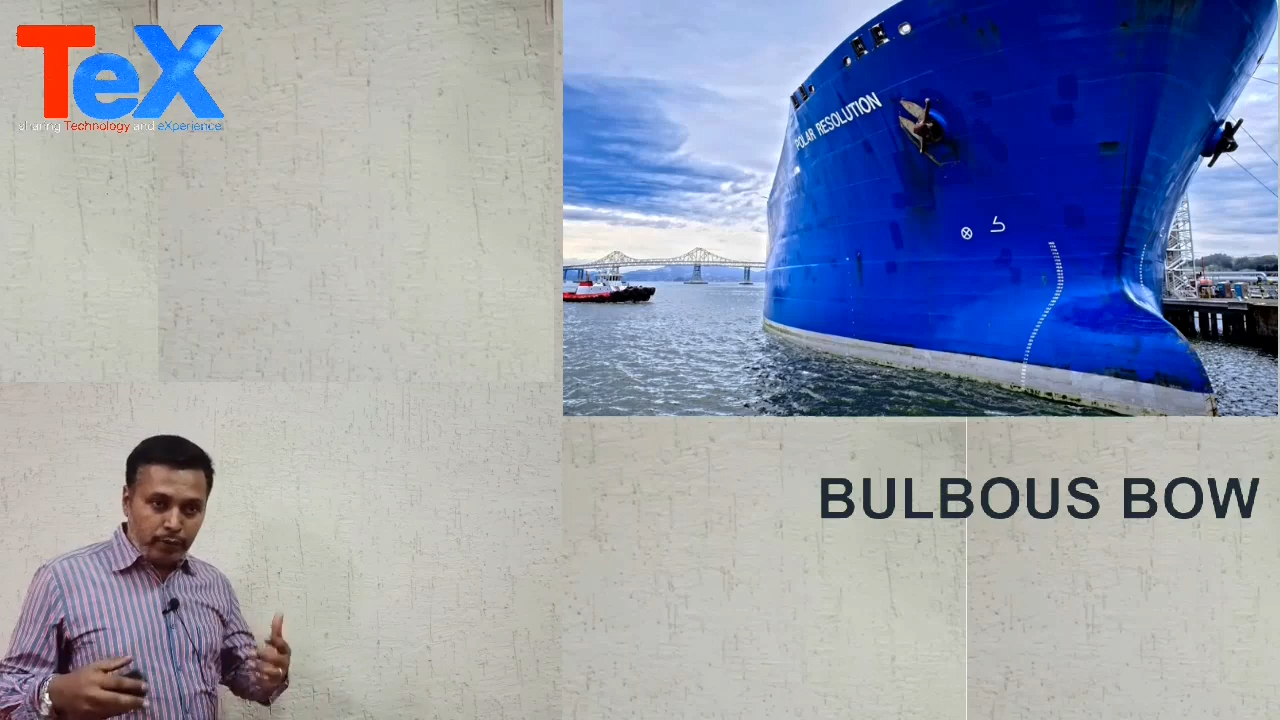 TeX
sharing Technology and eXperience
POLAR RESOLUTION
BULBOUS BOW